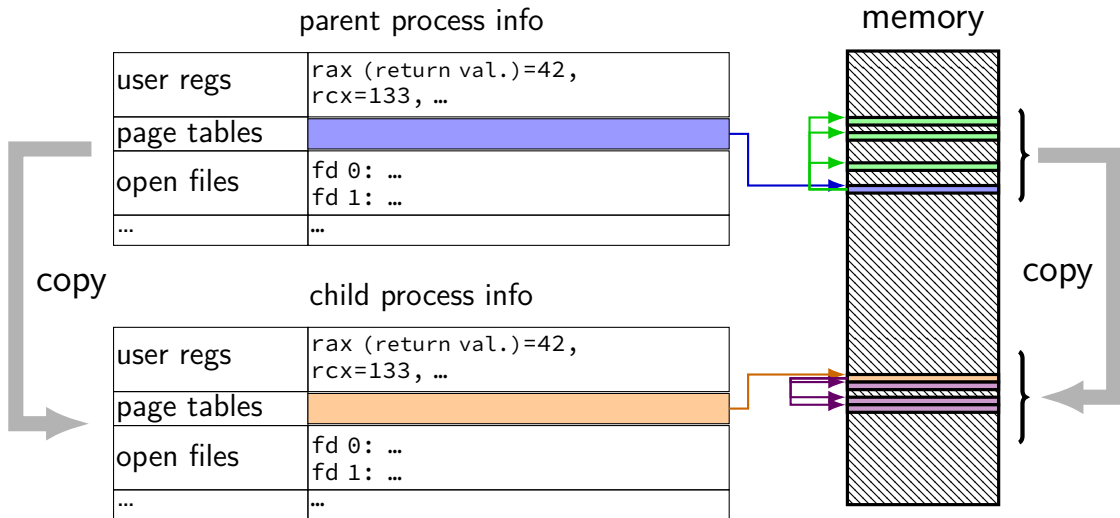 parent process info
memory
user regs
rax (return val.)=42,
rcx=133, …
page tables
open files
fd 0: …
fd 1: …
…
…
copy
copy
child process info
user regs
rax (return val.)=42,
rcx=133, …
page tables
open files
fd 0: …
fd 1: …
…
…